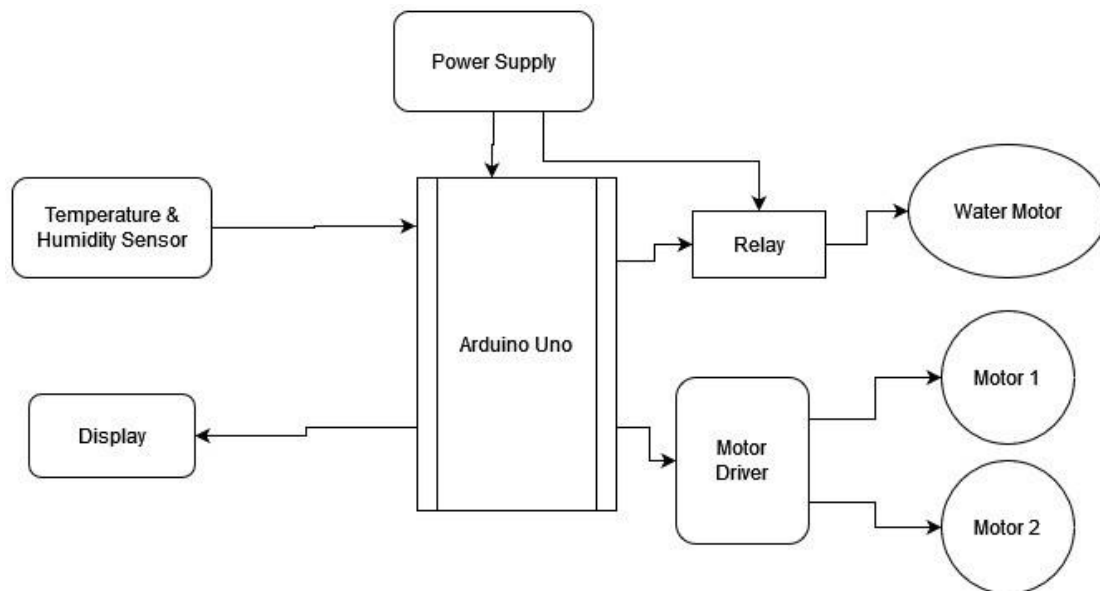 Power Supply
Temperature &
Humidity Sensor
Relay
Water Motor
Arduino Uno
Motor 1
Display
Motor
Driver
Motor 2